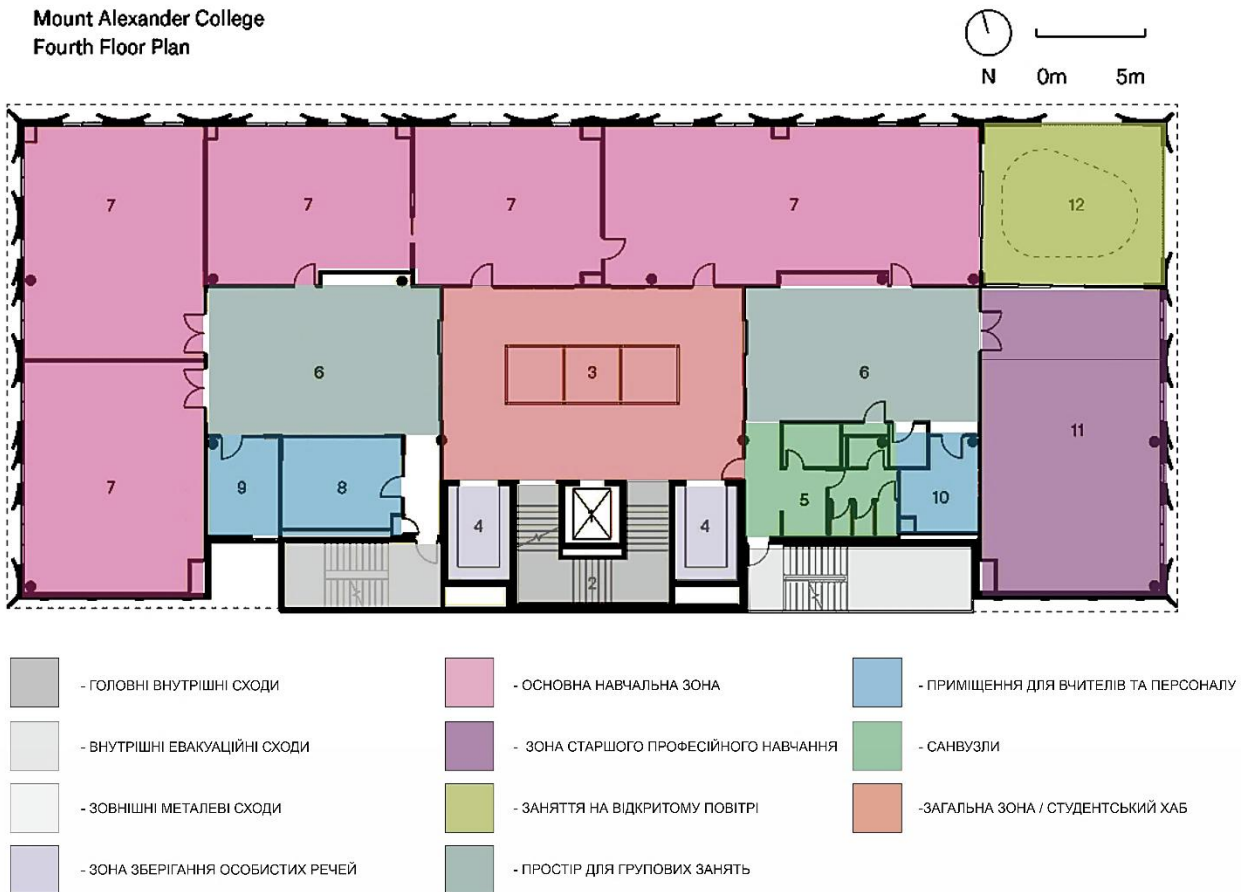 Mount Alexander College
Fourth Floor Plan
N 0m 5m
7 7 7 7 12
6 3 6
11
9 8 5 10
4 4
2
- ГОЛОВНІ ВНУТРІШНІ СХОДИ
- ВНУТРІШНІ ЕВАКУАЦІЙНІ СХОДИ
- ЗОВНІШНІ МЕТАЛЕВІ СХОДИ
- ЗОНА ЗБЕРІГАННЯ ОСОБИСТИХ РЕЧЕЙ
- ОСНОВНА НАВЧАЛЬНА ЗОНА
- ЗОНА СТАРШОГО ПРОФЕСІЙНОГО НАВЧАННЯ
- ЗАНЯТТЯ НА ВІДКРИТОМУ ПОВІТРІ
- ПРОСТІР ДЛЯ ГРУПОВИХ ЗАНЯТЬ
- ПРИМІЩЕННЯ ДЛЯ ВЧИТЕЛІВ ТА ПЕРСОНАЛУ
- САНВУЗЛИ
-ЗАГАЛЬНА ЗОНА / СТУДЕНТСЬКИЙ ХАБ
7